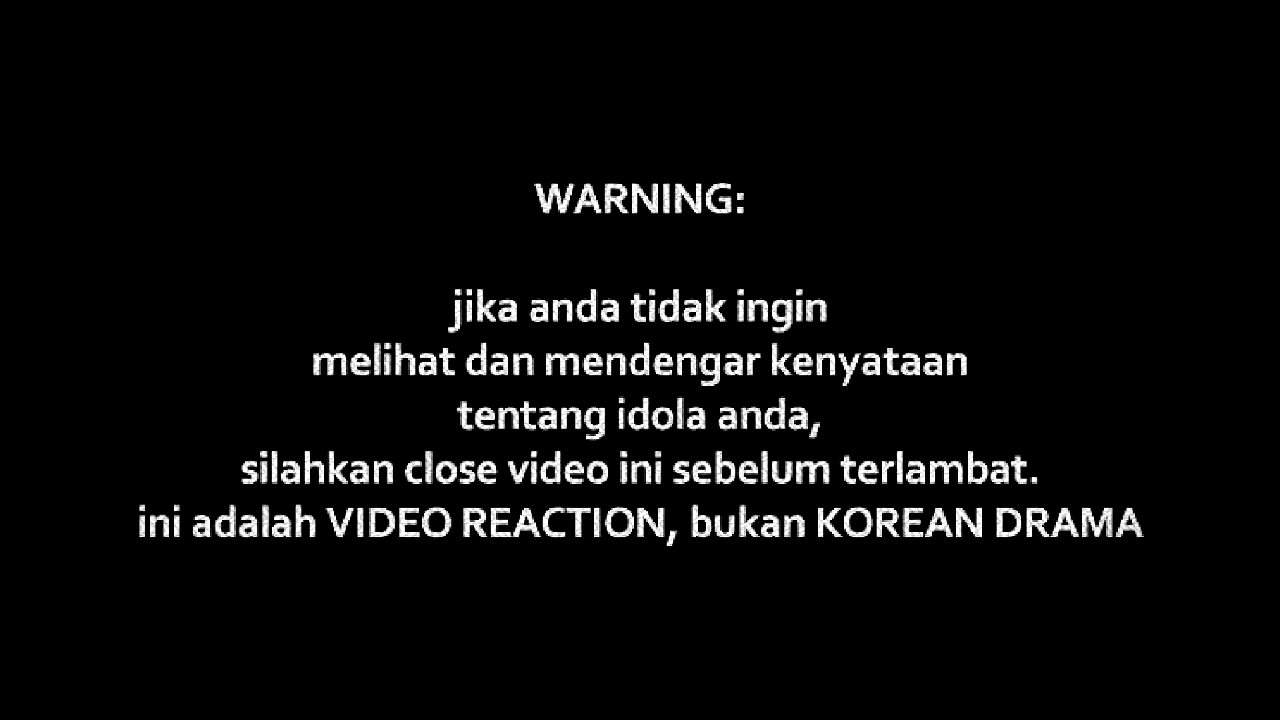 WARNING:
jika anda tidak ingin
melihat dan mendengar kenyataan
tentang idola anda,
silahkan close video ini sebelum terlambat.
ini adalah VIDEO REACTION, bukan KOREAN DRAMA